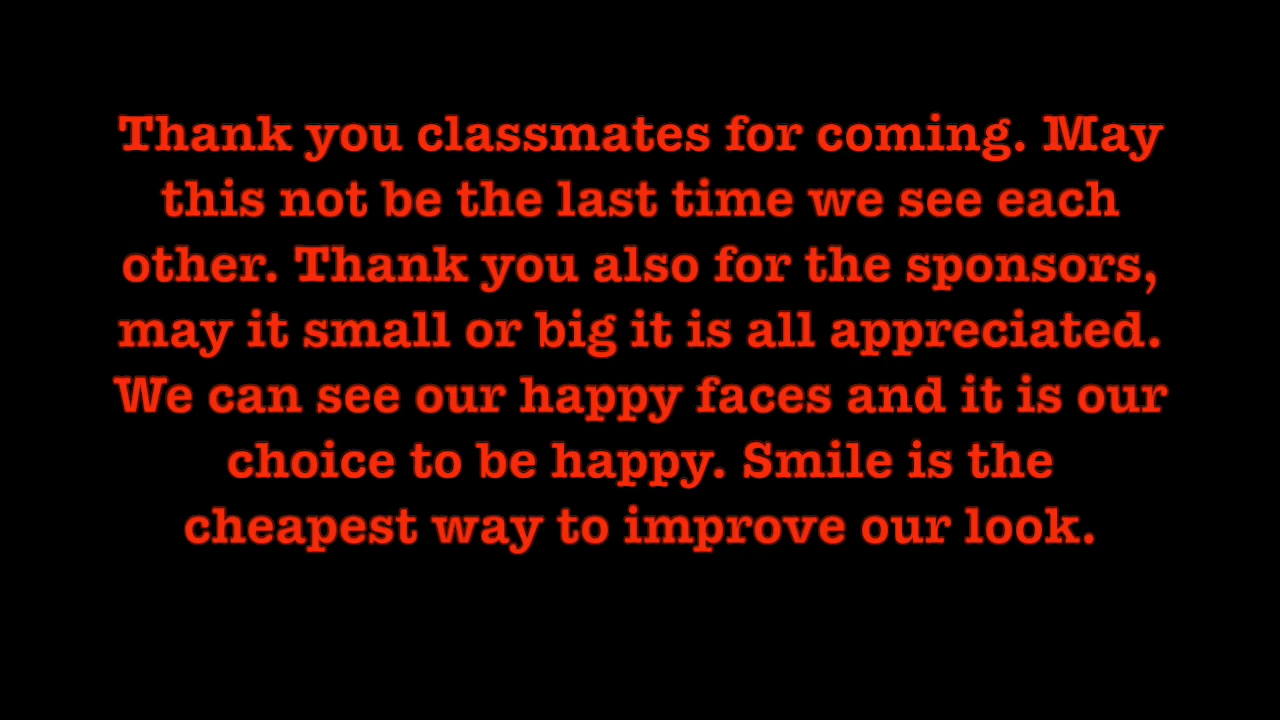 Thank you classmates for coming. May
this not be the last time we see each
other. Thank you also for the sponsors,
may it small or big it is all appreciated.
We can see our happy faces and it is our
choice to be happy. Smile is the
cheapest way to improve our look.